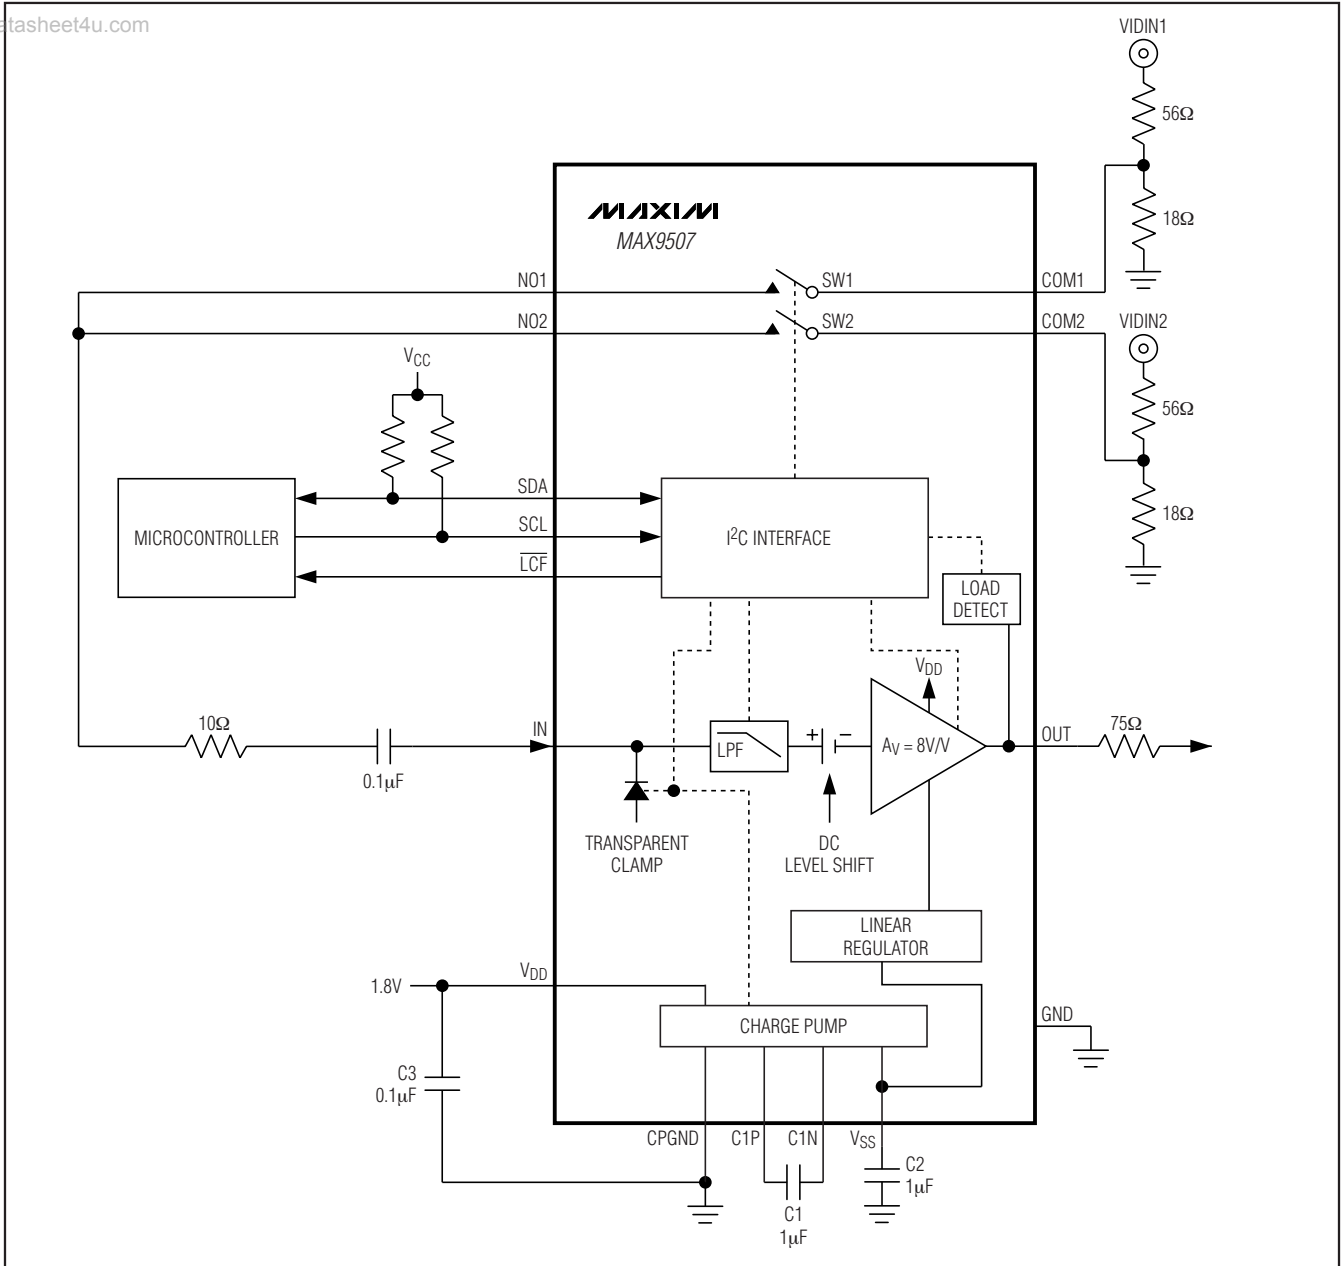 atasheet4u.com
VIDIN1
56Ω
18Ω
MAXIM
MAX9507
NO1
SW1
COM1
NO2
SW2
COM2
VIDIN2
56Ω
18Ω
VCC
MICROCONTROLLER
SDA
SCL
LCF
I2C INTERFACE
LOAD
DETECT
VDD
10Ω
0.1µF
IN
LPF
+ −
AV = 8V/V
OUT
75Ω
TRANSPARENT
CLAMP
DC
LEVEL SHIFT
LINEAR
REGULATOR
1.8V
VDD
CHARGE PUMP
GND
C3
0.1µF
CPGND
C1P
C1N
VSS
C2
1µF
C1
1µF